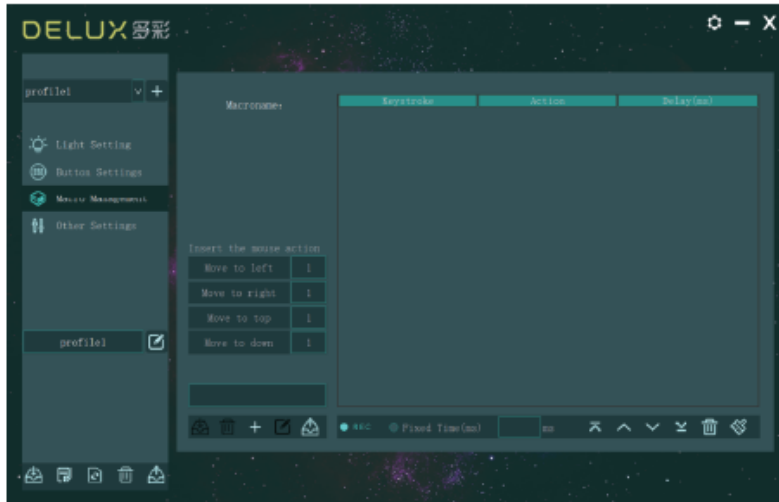 DELUX多彩
profile1
Macroname:
Keystroke Action Delay(ms)
Light Setting
Button Settings
Macro Management
Other Settings
Insert the mouse action
Move to left 1
Move to right 1
Move to top 1
Move to down 1
profile1
REC Fixed Time(ms) ms